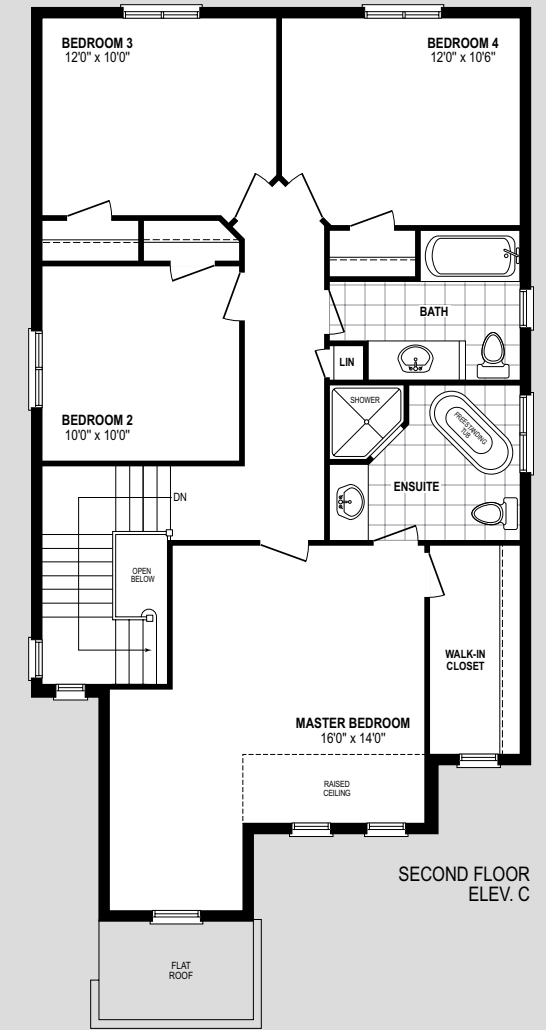 BEDROOM 3
12'0" x 10'0"
BEDROOM 4
12'0" x 10'6"
BATH
LIN
SHOWER
FREESTANDING
TUB
BEDROOM 2
10'0" x 10'0"
ENSUITE
DN
OPEN
BELOW
WALK-IN
CLOSET
MASTER BEDROOM
16'0" x 14'0"
RAISED
CEILING
SECOND FLOOR
ELEV. C
FLAT
ROOF